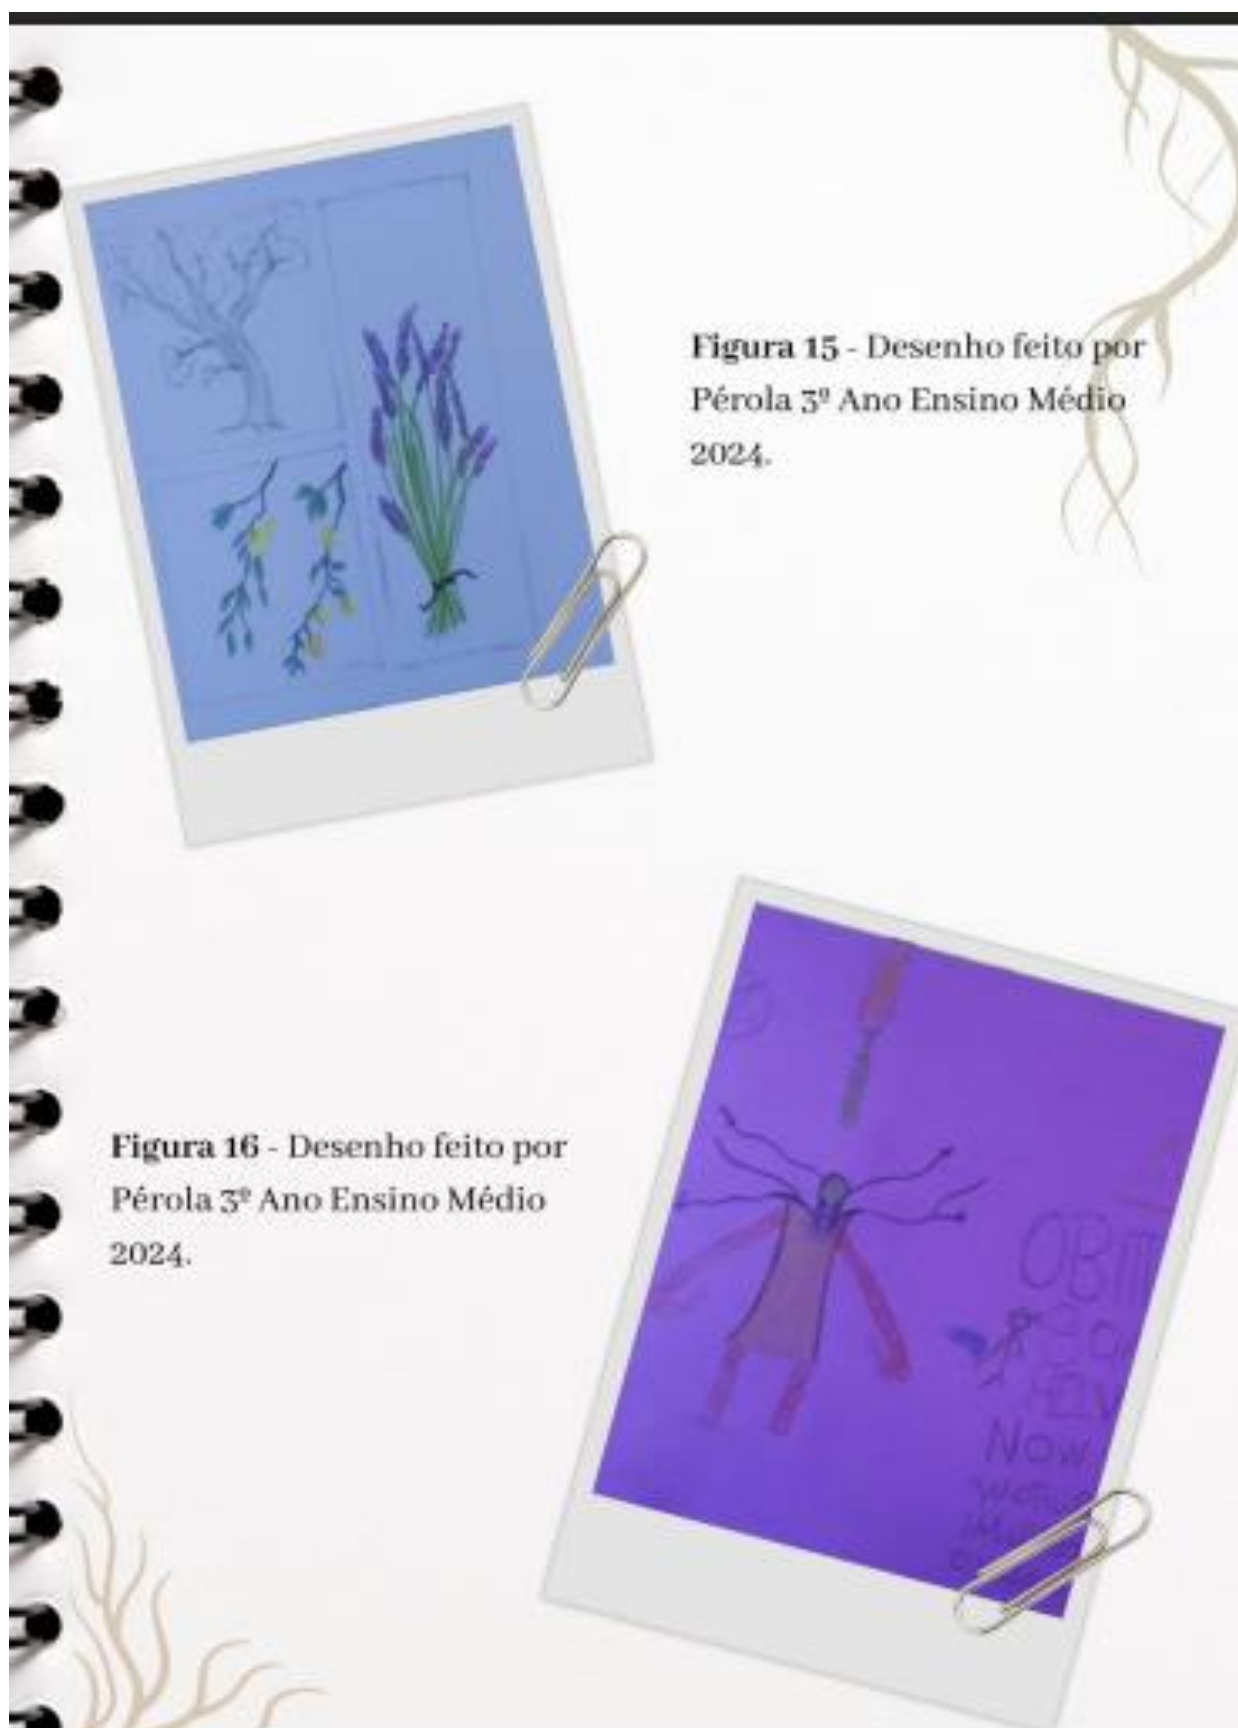 Figura 15 - Desenho feito por
Pérola 3º Ano Ensino Médio
2024.
Figura 16 - Desenho feito por
Pérola 3º Ano Ensino Médio
2024.
OBIT
NOW